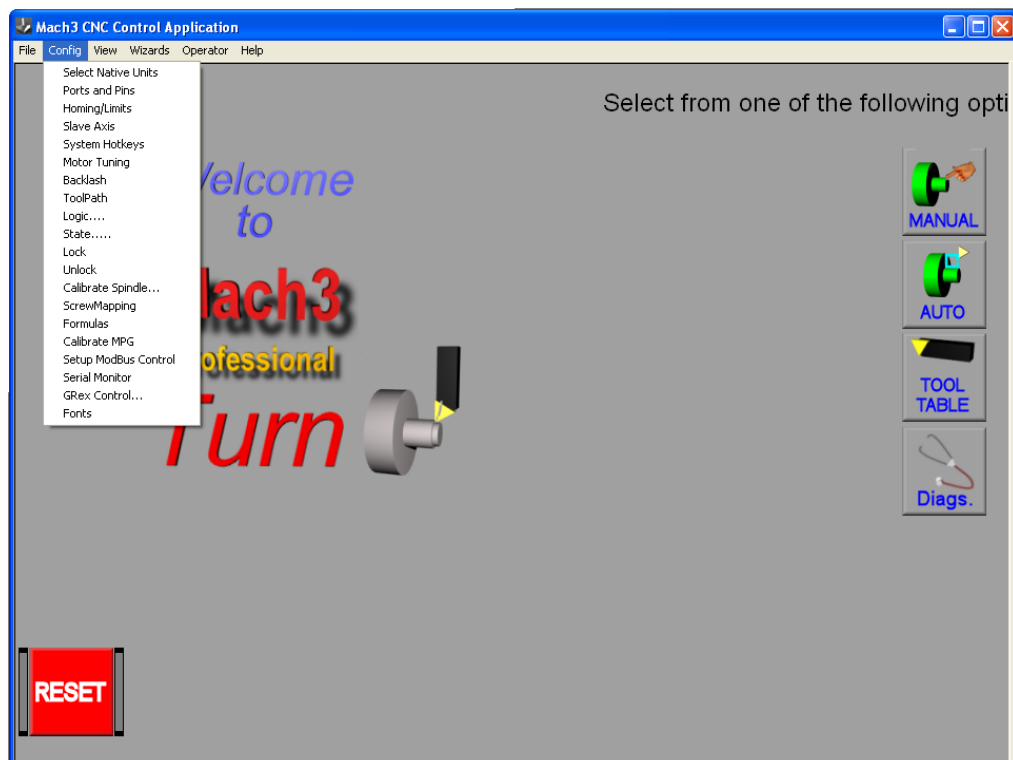 Mach3 CNC Control Application
File Config View Wizards Operator Help
Select Native Units
Ports and Pins
Homing/Limits
Slave Axis
System Hotkeys
Motor Tuning
Backlash
ToolPath
Logic....
State.....
Lock
Unlock
Calibrate Spindle...
ScrewMapping
Formulas
Calibrate MPG
Setup ModBus Control
Serial Monitor
GRex Control...
Fonts
Select from one of the following opti
elcome
to
ach3
ofessional
Turn
MANUAL
AUTO
TOOL
TABLE
Diags.
RESET